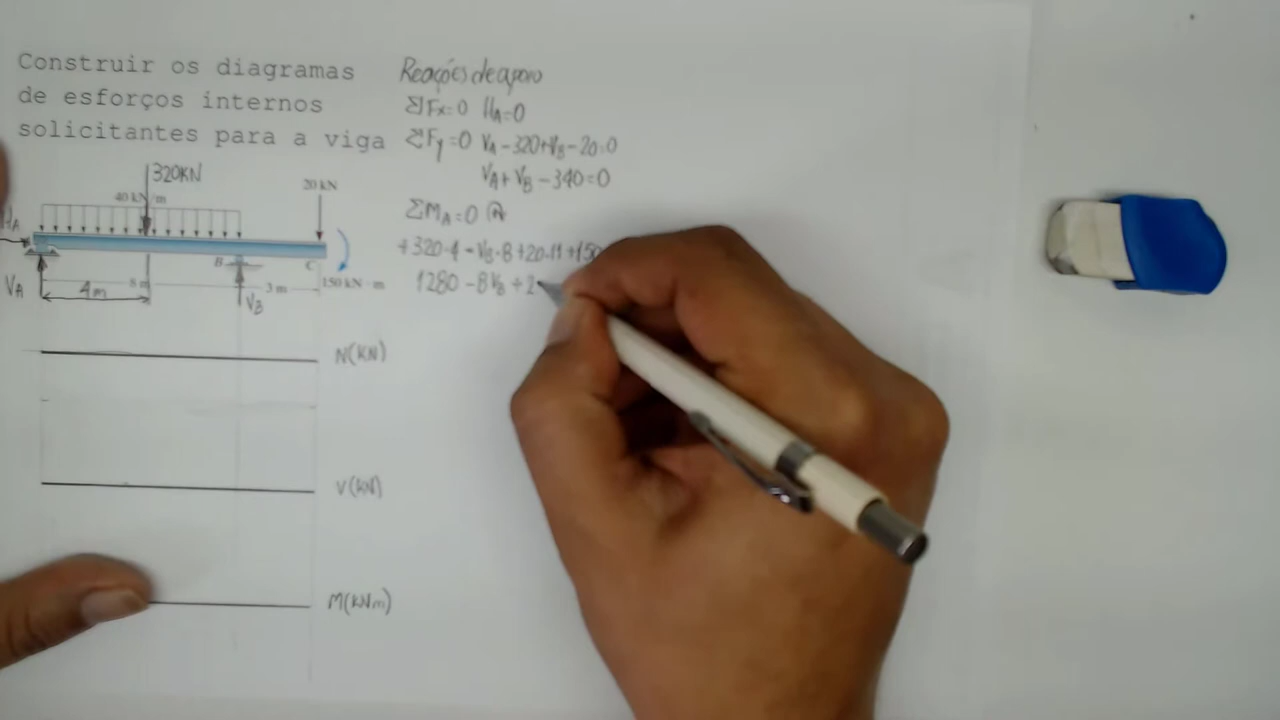 Construir os diagramas
de esforços internos
solicitantes para a viga
Reações de apoio
ΣFx=0 HA=0
ΣFy=0 VA-320+VB-20=0
VA+VB-340=0
ΣMA=0
+320·4-VB·8+20·11+150
1280-8VB+2
320KN
40 kN/m
20 kN
HA
VA
4m
8 m
B
VB
3 m
C
150 kN·m
N(KN)
V(KN)
M(KNm)